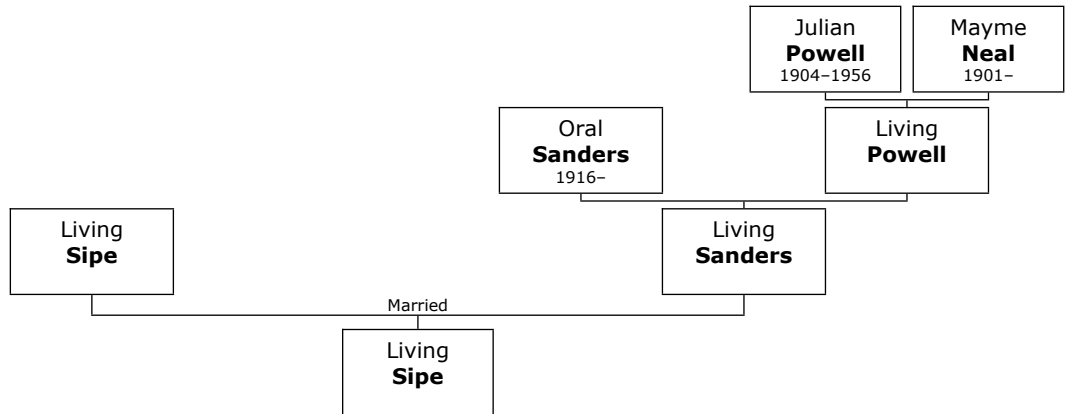 Julian
Powell
1904–1956
Mayme
Neal
1901–
Oral
Sanders
1916–
Living
Powell
Living
Sipe
Living
Sanders
Married
Living
Sipe